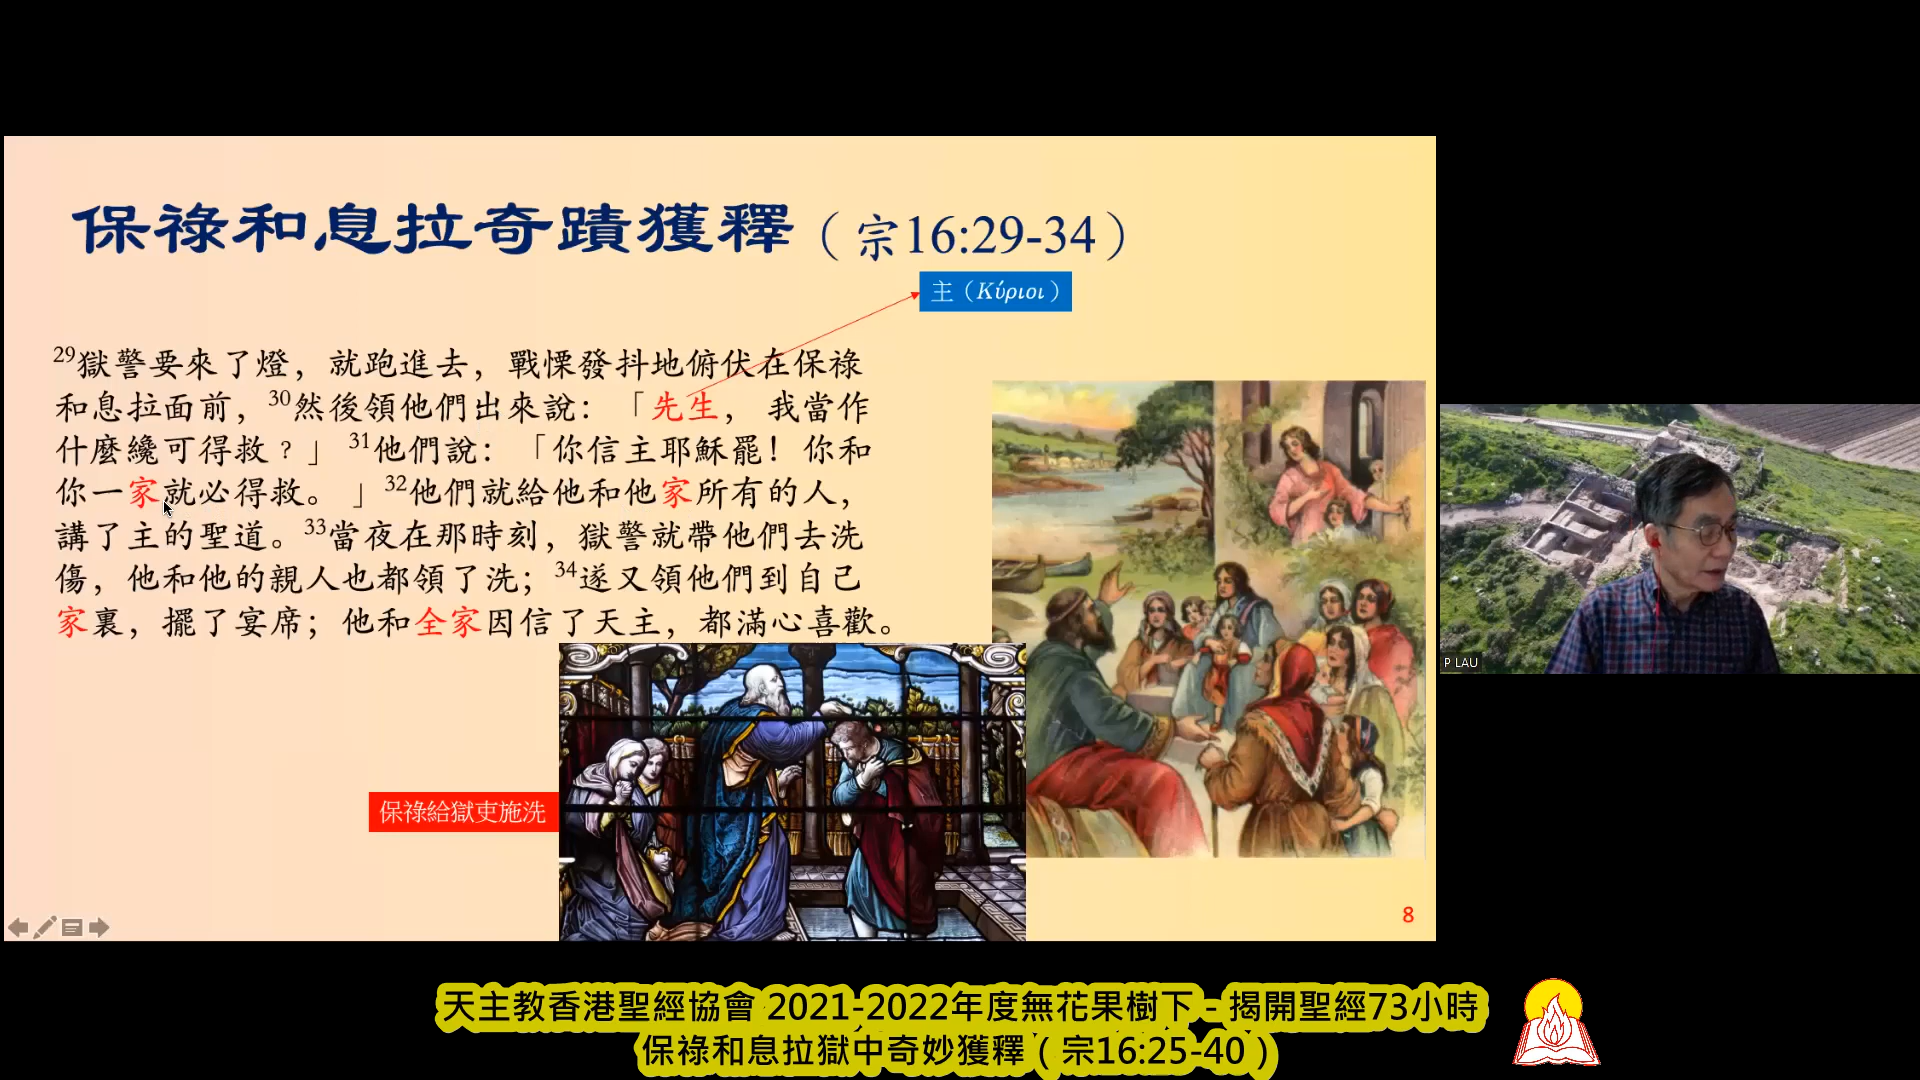 保祿和息拉奇蹟獲釋（宗16:29-34）
主（Κύριοι）
29獄警要來了燈，就跑進去，戰慄發抖地俯伏在保祿
和息拉面前，30然後領他們出來說：「先生，我當作
什麼纔可得救？」31他們說：「你信主耶穌罷！你和
你一家就必得救。」32他們就給他和他家所有的人，
講了主的聖道。33當夜在那時刻，獄警就帶他們去洗
傷，他和他的親人也都領了洗；34遂又領他們到自己
家裏，擺了宴席；他和全家因信了天主，都滿心喜歡。
保祿給獄吏施洗
8
P LAU
天主教香港聖經協會 2021-2022年度無花果樹下 - 揭開聖經73小時
保祿和息拉獄中奇妙獲釋（宗16:25-40）